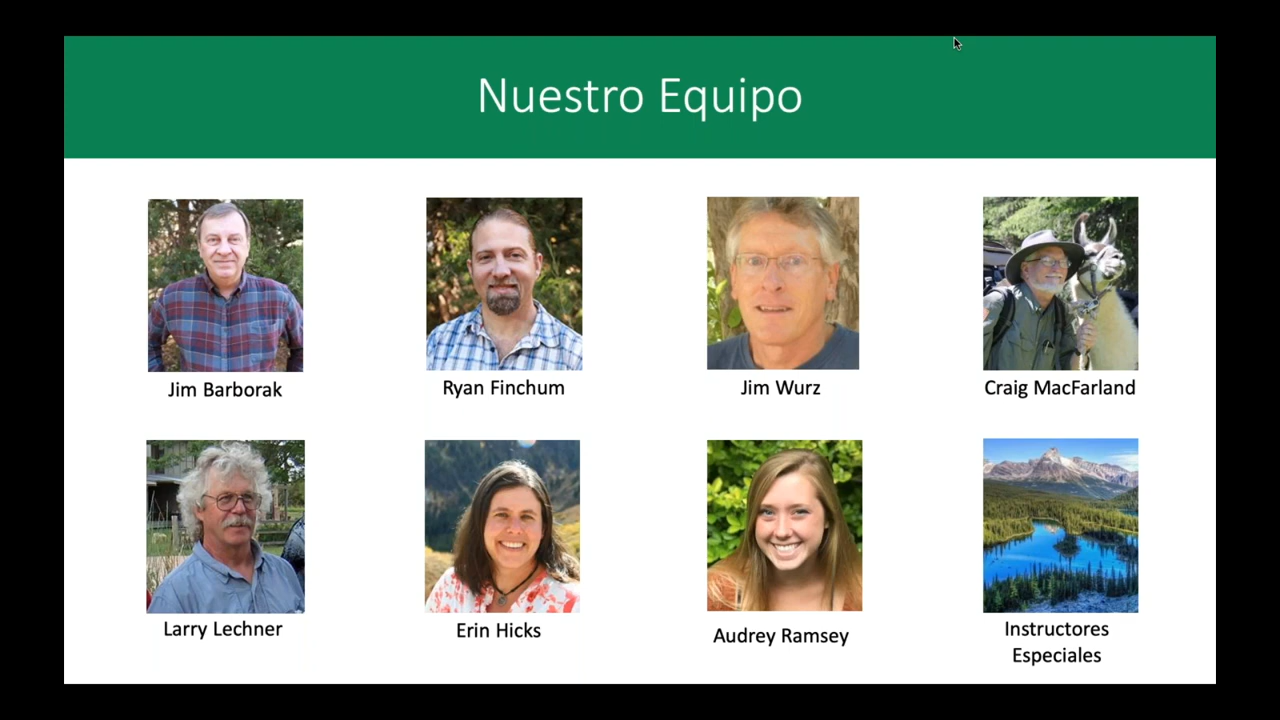 Nuestro Equipo
Jim Barborak
Ryan Finchum
Jim Wurz
Craig MacFarland
Larry Lechner
Erin Hicks
Audrey Ramsey
Instructores
Especiales